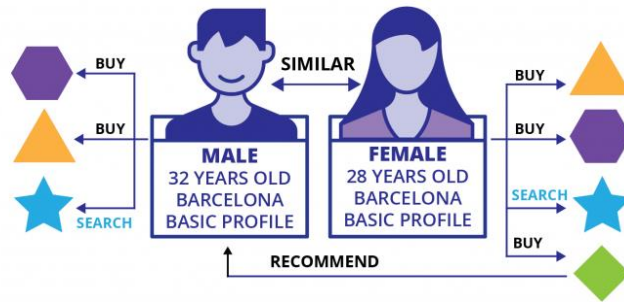 SIMILAR
BUY
BUY
SEARCH
MALE
32 YEARS OLD
BARCELONA
BASIC PROFILE
FEMALE
28 YEARS OLD
BARCELONA
BASIC PROFILE
BUY
BUY
SEARCH
BUY
RECOMMEND